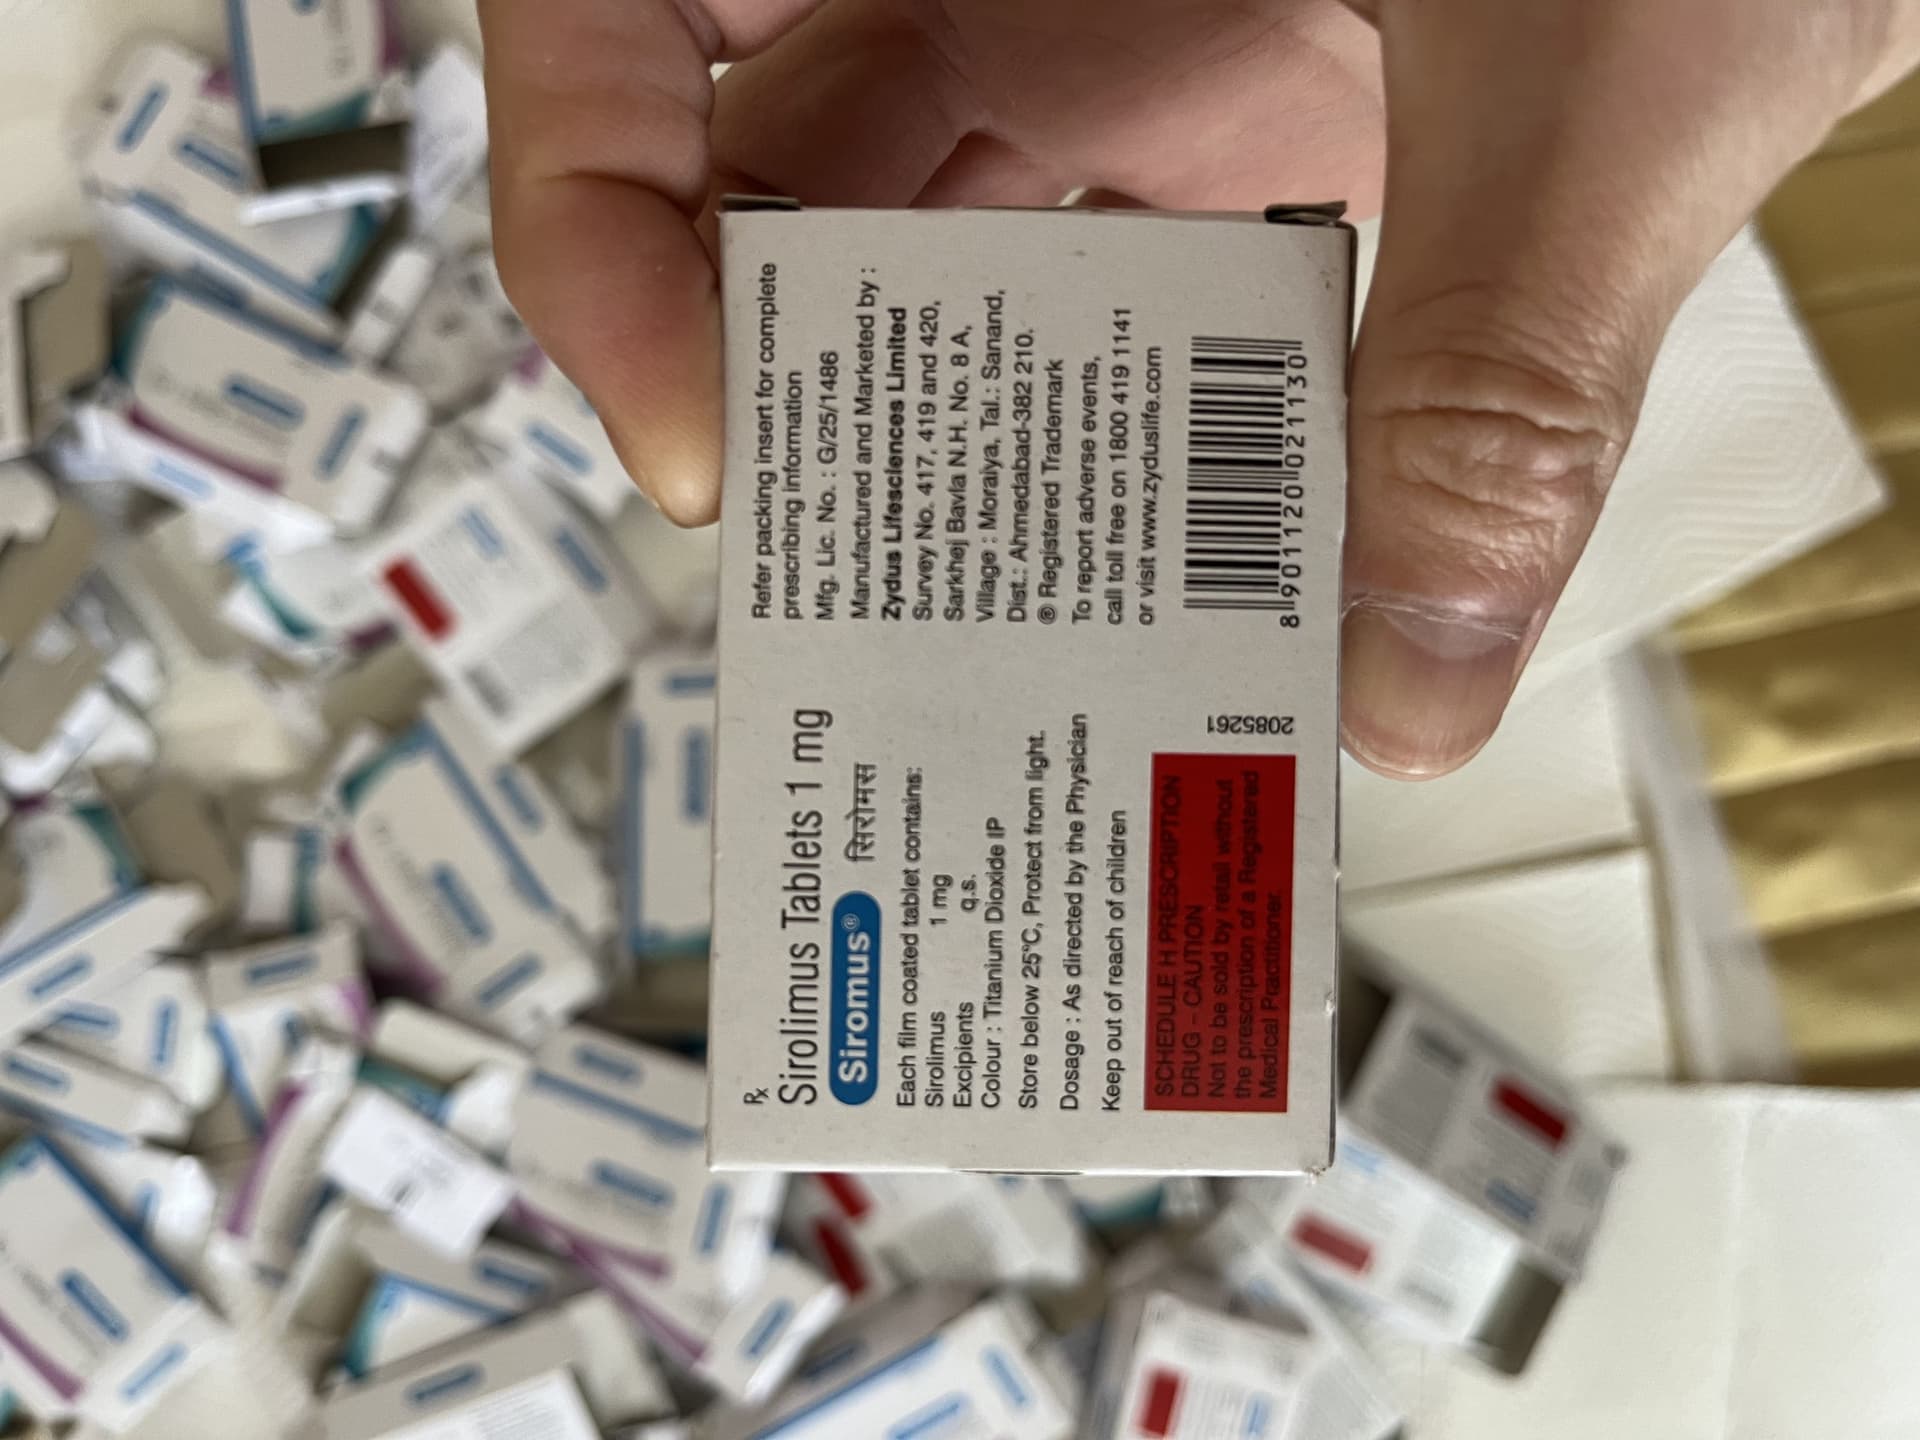 Rx
Sirolimus Tablets 1 mg
Siromus® सिरोमस
Each film coated tablet contains:
Sirolimus 1 mg
Excipients q.s.
Colour : Titanium Dioxide IP
Store below 25°C, Protect from light.
Dosage : As directed by the Physician
Keep out of reach of children
SCHEDULE H PRESCRIPTION
DRUG - CAUTION
Not to be sold by retail without
the prescription of a Registered
Medical Practitioner.
2085261
Refer packing insert for complete
prescribing information
Mfg. Lic. No. : G/25/1486
Manufactured and Marketed by :
Zydus Lifesciences Limited
Survey No. 417, 419 and 420,
Sarkhej Bavla N.H. No. 8 A,
Village : Moraiya, Tal.: Sanand,
Dist.: Ahmedabad-382 210.
® Registered Trademark
To report adverse events,
call toll free on 1800 419 1141
or visit www.zyduslife.com
8 901120 021130